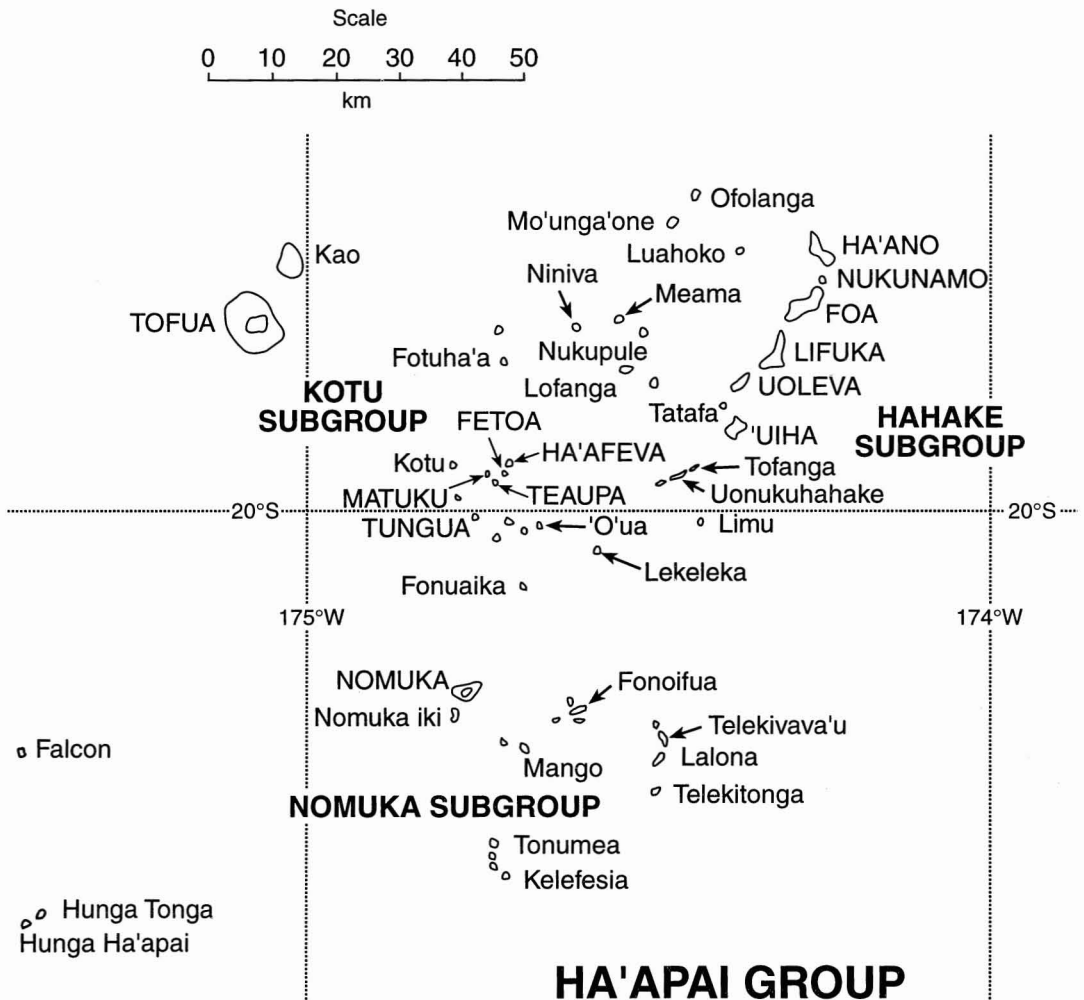 Scale
0 10 20 30 40 50
km
Ofolanga
Mo'unga'one
Luahoko
HA'ANO
Kao
Niniva
Meama
NUKUNAMO
TOFUA
FOA
Fotuha'a
Nukupule
LIFUKA
Lofanga
UOLEVA
KOTU
SUBGROUP
Tatafa
HAHAKE
SUBGROUP
FETOA
'UIHA
Kotu
HA'AFEVA
Tofanga
MATUKU
TEAUPA
Uonukuhahake
20°S
20°S
TUNGUA
'O'ua
Limu
Lekeleka
Fonuaika
175°W
174°W
NOMUKA
Fonoifua
Nomuka iki
Telekivava'u
Falcon
Mango
Lalona
NOMUKA SUBGROUP
Telekitonga
Tonumea
Kelefesia
Hunga Tonga
Hunga Ha'apai
HA'APAI GROUP